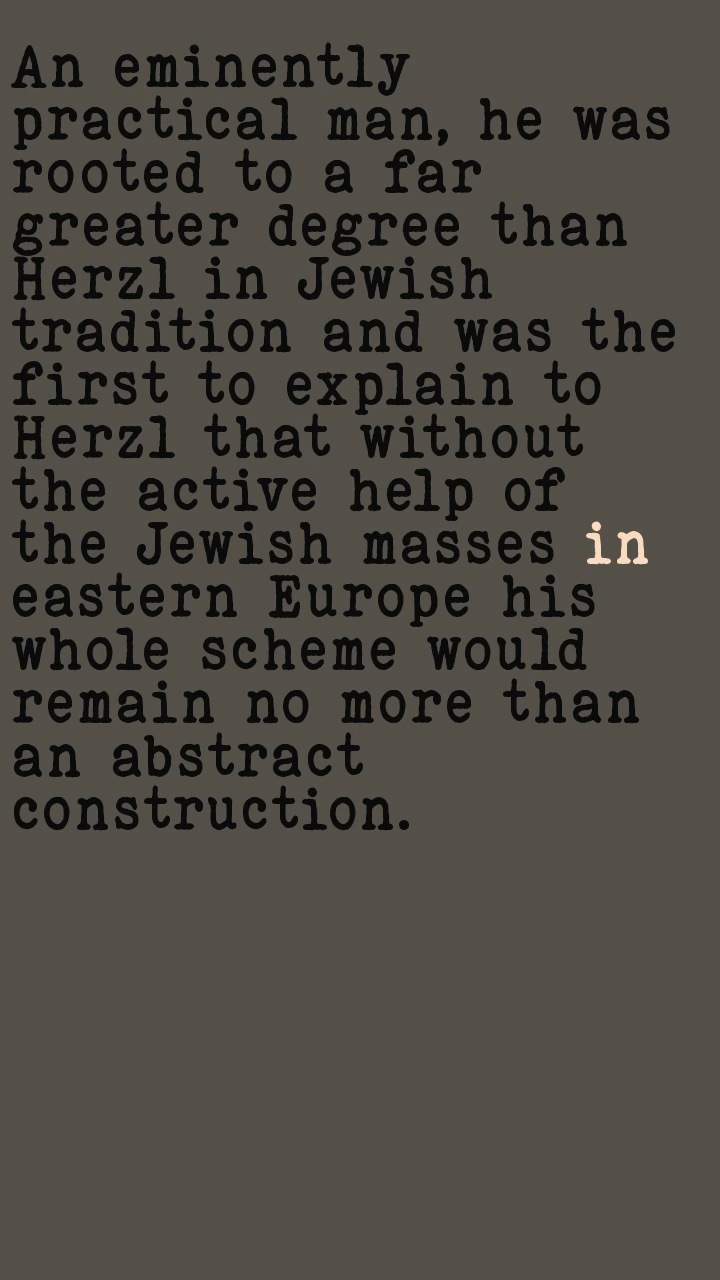 An eminently
practical man, he was
rooted to a far
greater degree than
Herzl in Jewish
tradition and was the
first to explain to
Herzl that without
the active help of
the Jewish masses in
eastern Europe his
whole scheme would
remain no more than
an abstract
construction.